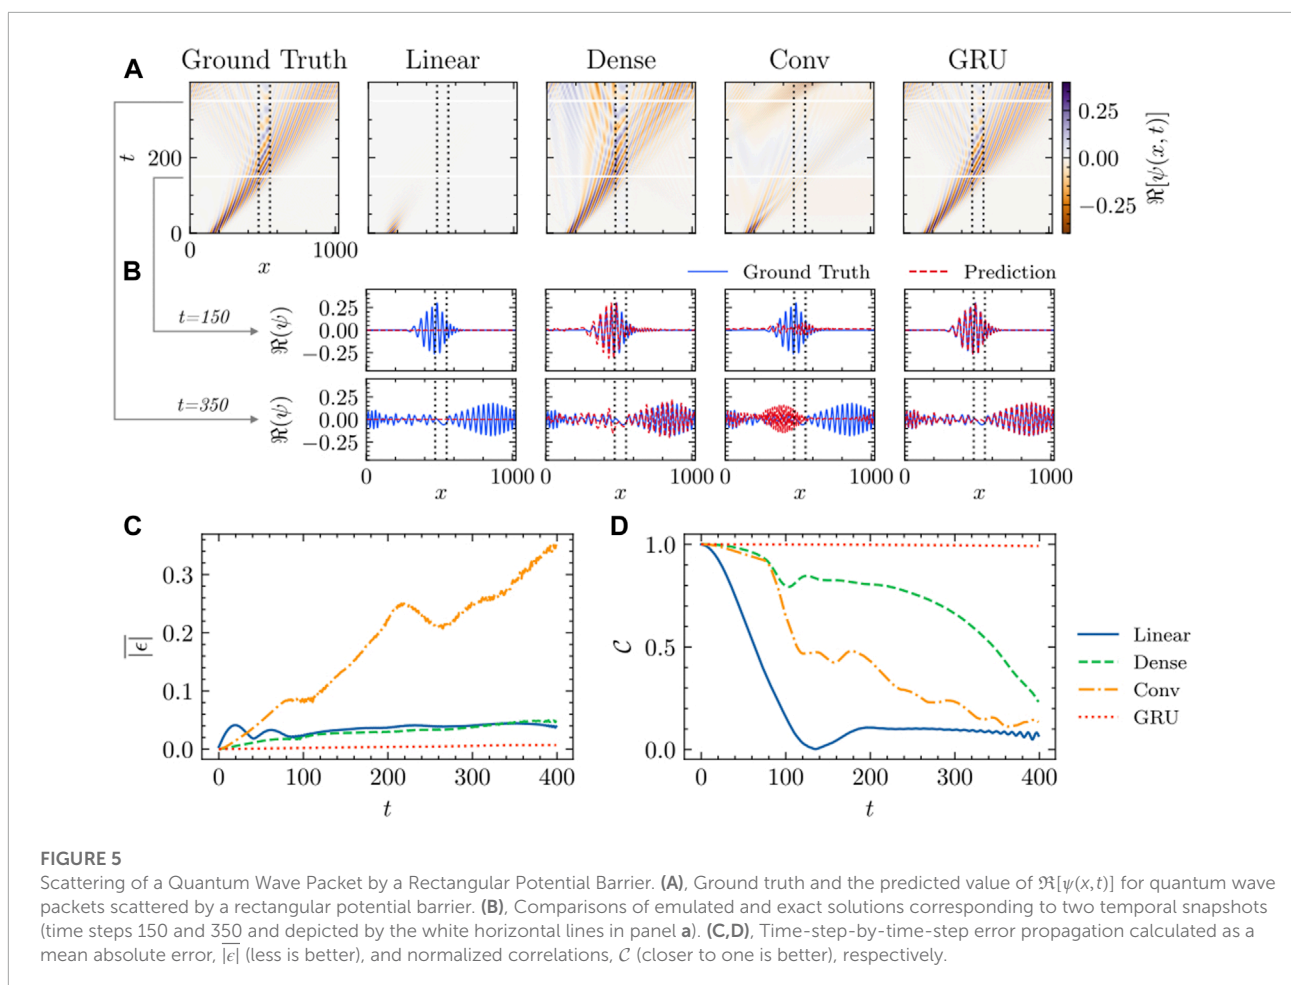 A
Ground Truth
Linear
Dense
Conv
GRU
t
200
0
0
1000
x
0.25
0.00
−0.25
ℜ[ψ(x, t)]
B
Ground Truth
Prediction
t=150
ℜ(ψ)
0.25
0.00
−0.25
t=350
ℜ(ψ)
0.25
0.00
−0.25
0 1000
x
0 1000
x
0 1000
x
0 1000
x
C
|ε|
0.3
0.2
0.1
0.0
0 100 200 300 400
t
D
C
1.0
0.5
0.0
0 100 200 300 400
t
Linear
Dense
Conv
GRU
FIGURE 5
Scattering of a Quantum Wave Packet by a Rectangular Potential Barrier. (A), Ground truth and the predicted value of ℜ[ψ(x, t)] for quantum wave
packets scattered by a rectangular potential barrier. (B), Comparisons of emulated and exact solutions corresponding to two temporal snapshots
(time steps 150 and 350 and depicted by the white horizontal lines in panel a). (C,D), Time-step-by-time-step error propagation calculated as a
mean absolute error, |ε| (less is better), and normalized correlations, C (closer to one is better), respectively.